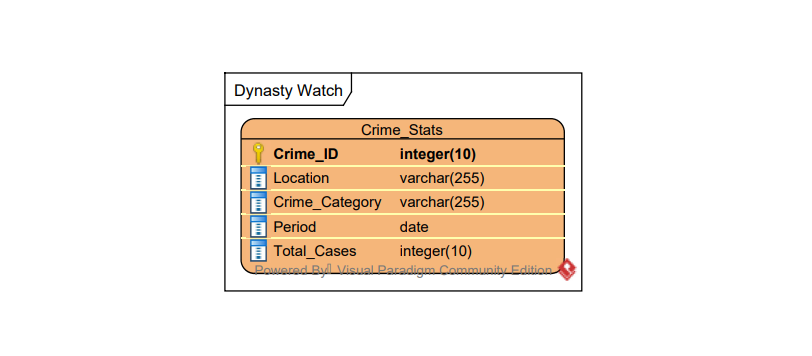 Dynasty Watch
Crime_Stats
Crime_ID integer(10)
Location varchar(255)
Crime_Category varchar(255)
Period date
Total_Cases integer(10)
Powered By Visual Paradigm Community Edition